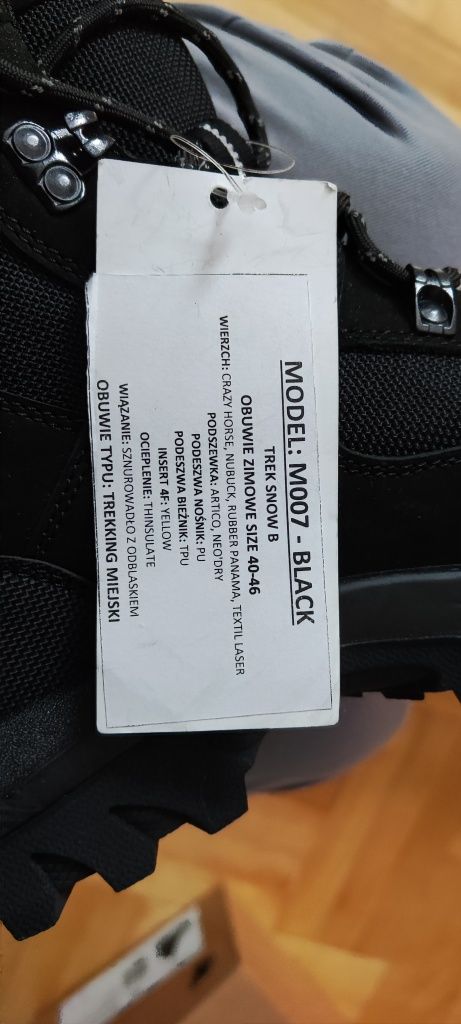 MODEL: M007 - BLACK
TREK SNOW B
OBUWIE ZIMOWE SIZE 40-46
WIERZCH: CRAZY HORSE, NUBUCK, RUBBER PANAMA, TEXTIL LASER
PODSZEWKA: ARTICO, NEO'DRY
PODESZWA NOŚNIK: PU
PODESZWA BIEŻNIK: TPU
INSERT 4F: YELLOW
OCIEPLENIE: THINSULATE
WIĄZANIE: SZNUROWADŁO Z ODBLASKIEM
OBUWIE TYPU: TREKKING MIEJSKI